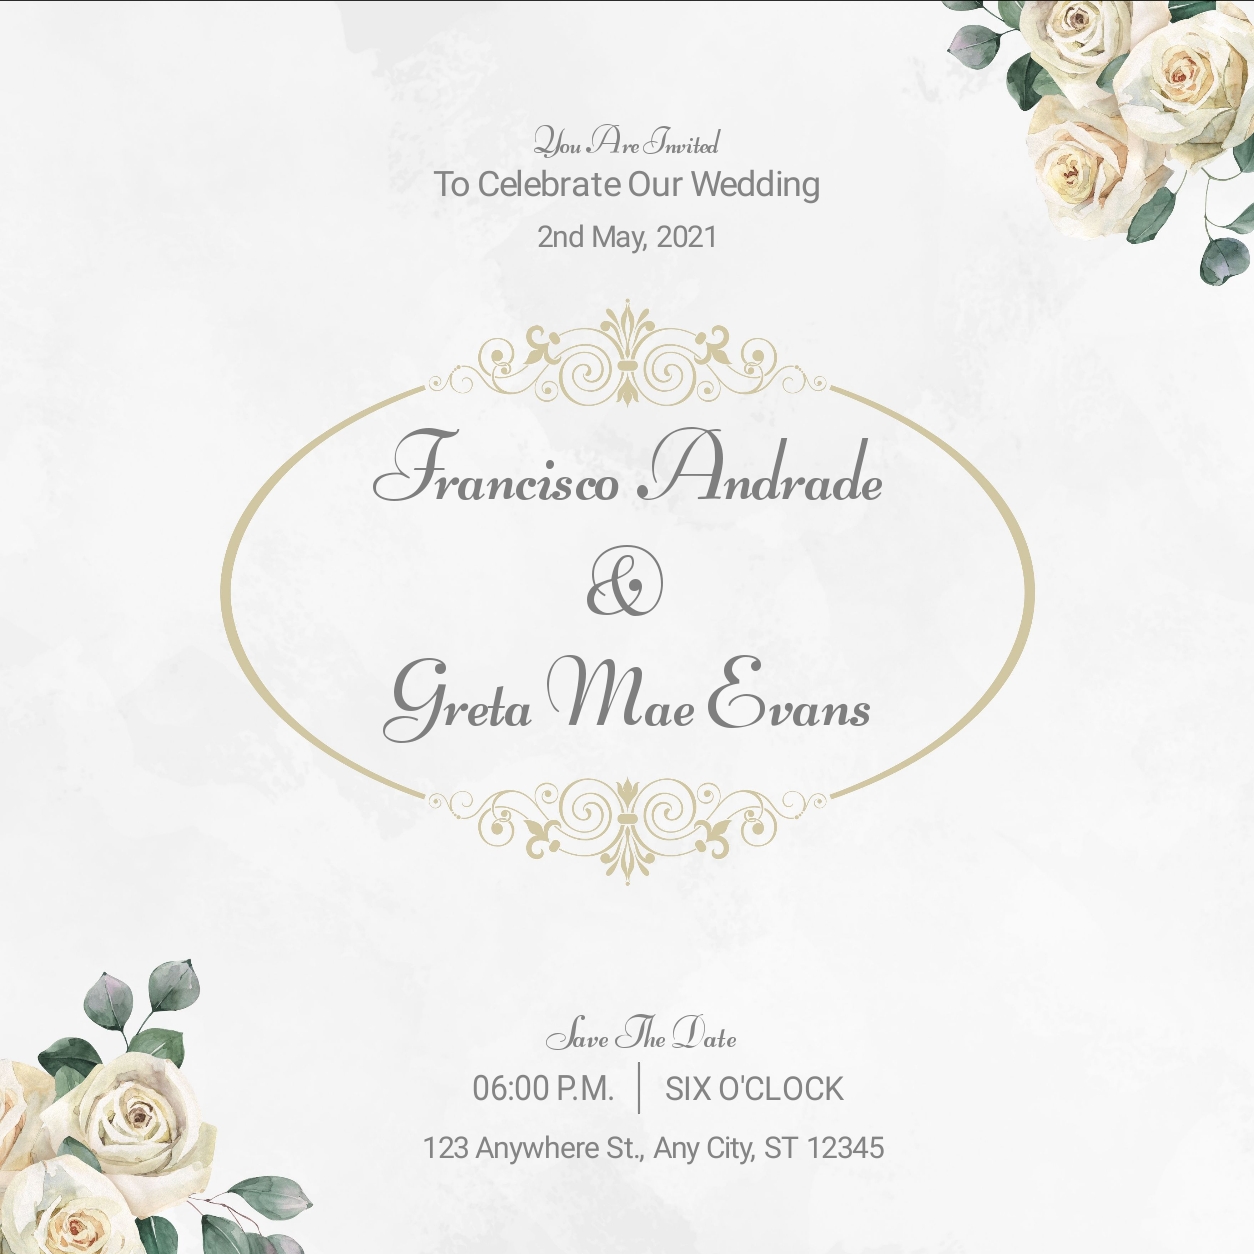 You Are Invited
To Celebrate Our Wedding
2nd May, 2021
Francisco Andrade
&
Greta Mae Evans
Save The Date
06:00 P.M. | SIX O'CLOCK
123 Anywhere St., Any City, ST 12345